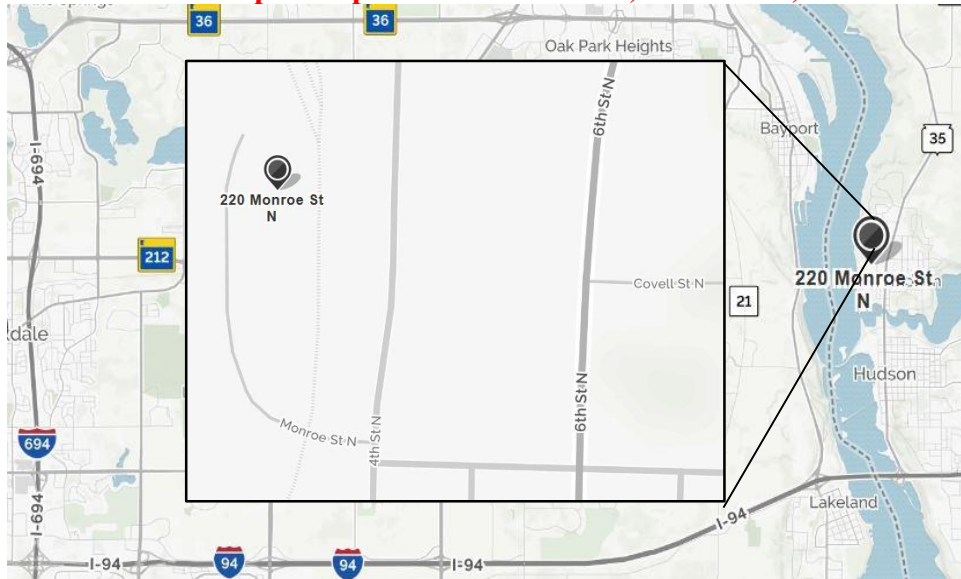 36
36
Oak Park Heights
Bayport
35
I-694
6th St N
220 Monroe St
N
212
Covell St N
21
220 Monroe St
N
dale
Hudson
Monroe St N
4th St N
6th St N
694
I-694
Lakeland
I-94
I-94
94
94
I-94